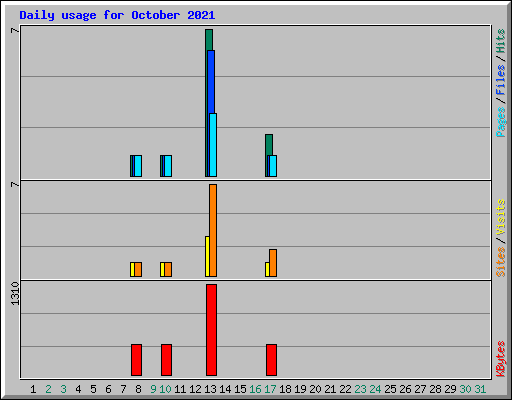 Daily usage for October 2021
7
7
1310
Pages / Files / Hits
Sites / Visits
KBytes
1 2 3 4 5 6 7 8 9 10 11 12 13 14 15 16 17 18 19 20 21 22 23 24 25 26 27 28 29 30 31